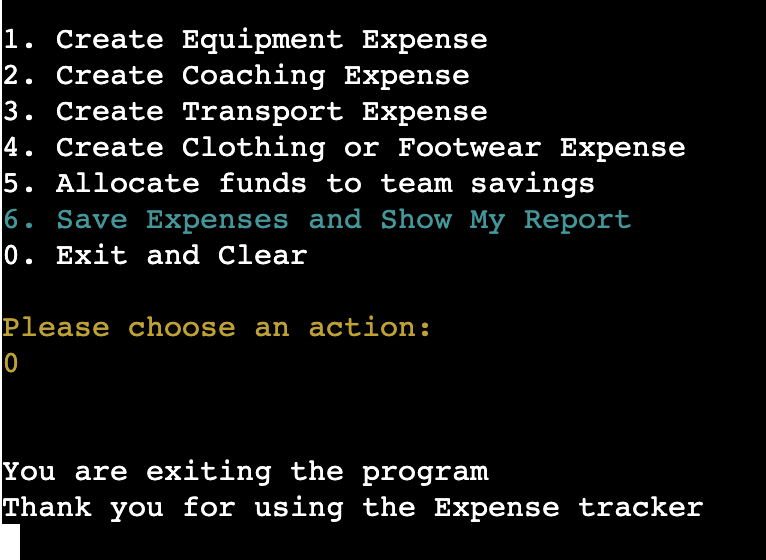 1. Create Equipment Expense
2. Create Coaching Expense
3. Create Transport Expense
4. Create Clothing or Footwear Expense
5. Allocate funds to team savings
6. Save Expenses and Show My Report
0. Exit and Clear
Please choose an action:
0
You are exiting the program
Thank you for using the Expense tracker